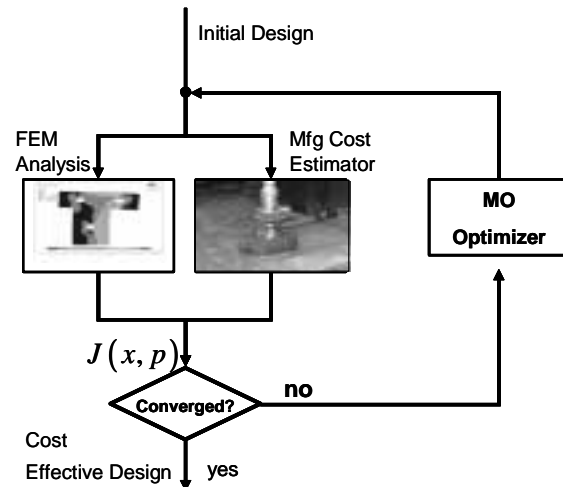 Initial Design
FEM
Analysis
Mfg Cost
Estimator
MO
Optimizer
J(x, p)
Converged?
no
Cost
Effective Design
yes